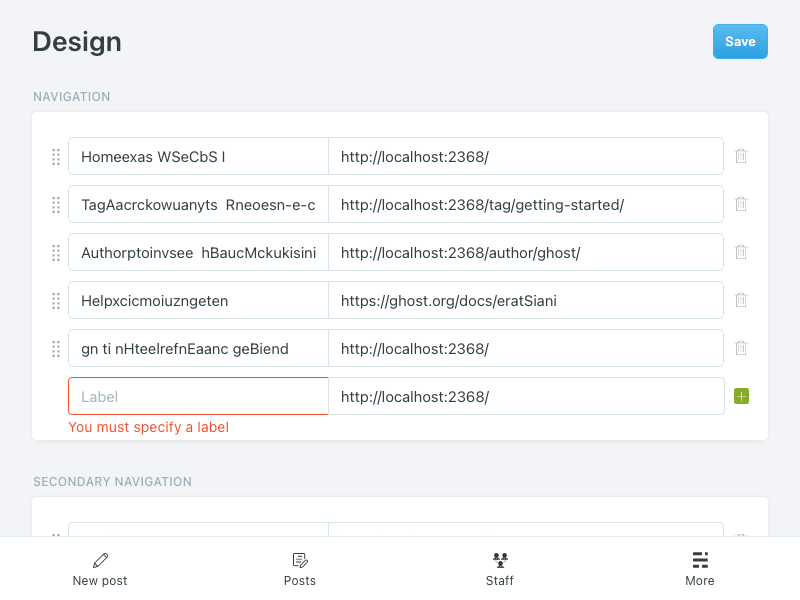 Design
Save
NAVIGATION
Homeexas WSeCbS l
http://localhost:2368/
TagAacrckowuanyts Rneoesn-e-c
http://localhost:2368/tag/getting-started/
Authorptoinvsee hBaucMckukisini
http://localhost:2368/author/ghost/
Helpxcicmoiuzngeten
https://ghost.org/docs/eratSiani
gn ti nHteelrefnEaanc geBiend
http://localhost:2368/
Label
http://localhost:2368/
You must specify a label
SECONDARY NAVIGATION
New post
Posts
Staff
More